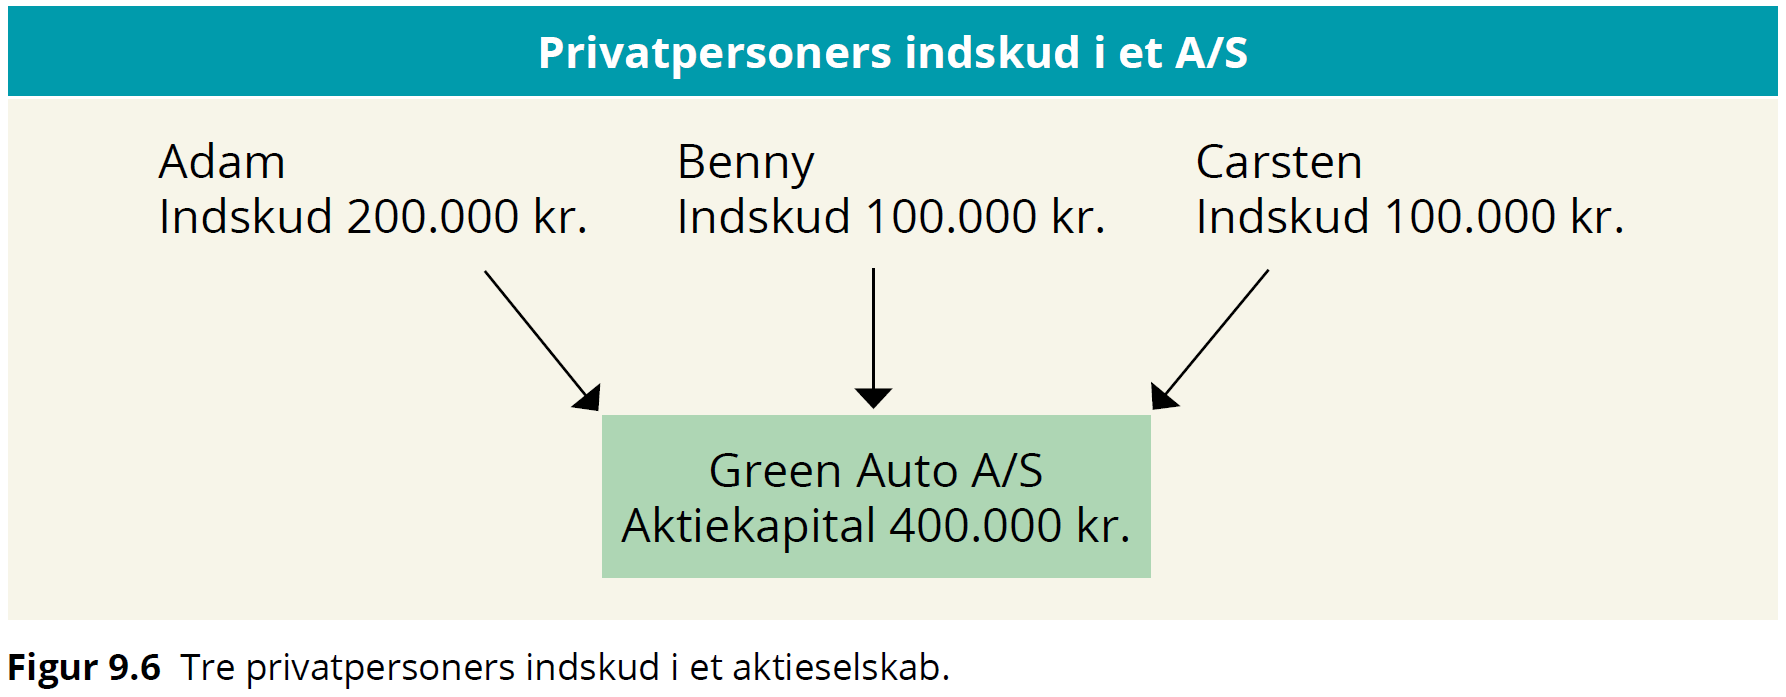 Privatpersoners indskud i et A/S
Adam
Indskud 200.000 kr.
Benny
Indskud 100.000 kr.
Carsten
Indskud 100.000 kr.
Green Auto A/S
Aktiekapital 400.000 kr.
Figur 9.6 Tre privatpersoners indskud i et aktieselskab.